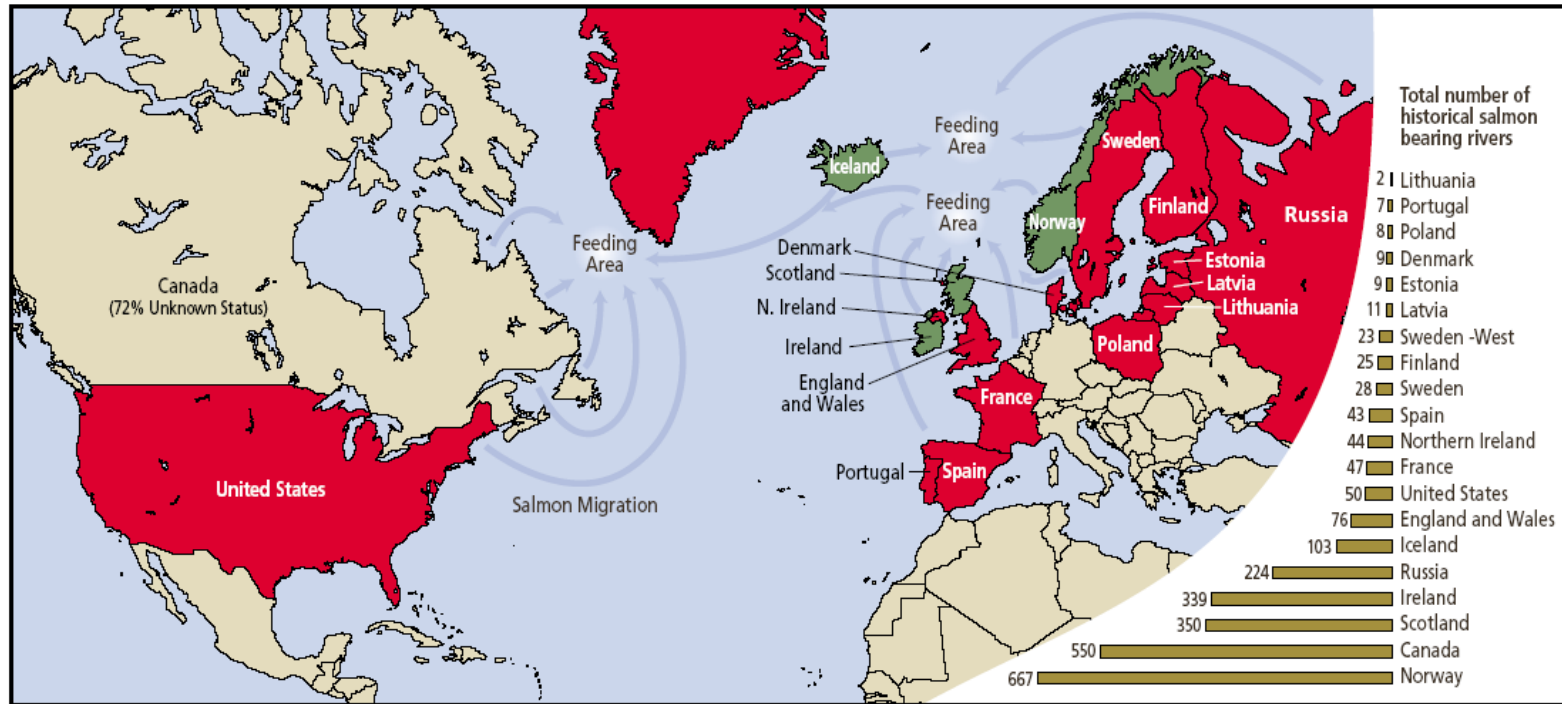 Total number of
historical salmon
bearing rivers
Feeding
Area
Sweden
Iceland
2 Lithuania
7 Portugal
8 Poland
9 Denmark
9 Estonia
11 Latvia
23 Sweden -West
25 Finland
28 Sweden
43 Spain
44 Northern Ireland
47 France
50 United States
76 England and Wales
103 Iceland
224 Russia
339 Ireland
350 Scotland
550 Canada
667 Norway
Feeding
Area
Norway
Finland
Russia
Feeding
Area
Denmark
Scotland
N. Ireland
Ireland
England
and Wales
Estonia
Latvia
Lithuania
Canada
(72% Unknown Status)
Poland
France
Portugal
Spain
United States
Salmon Migration